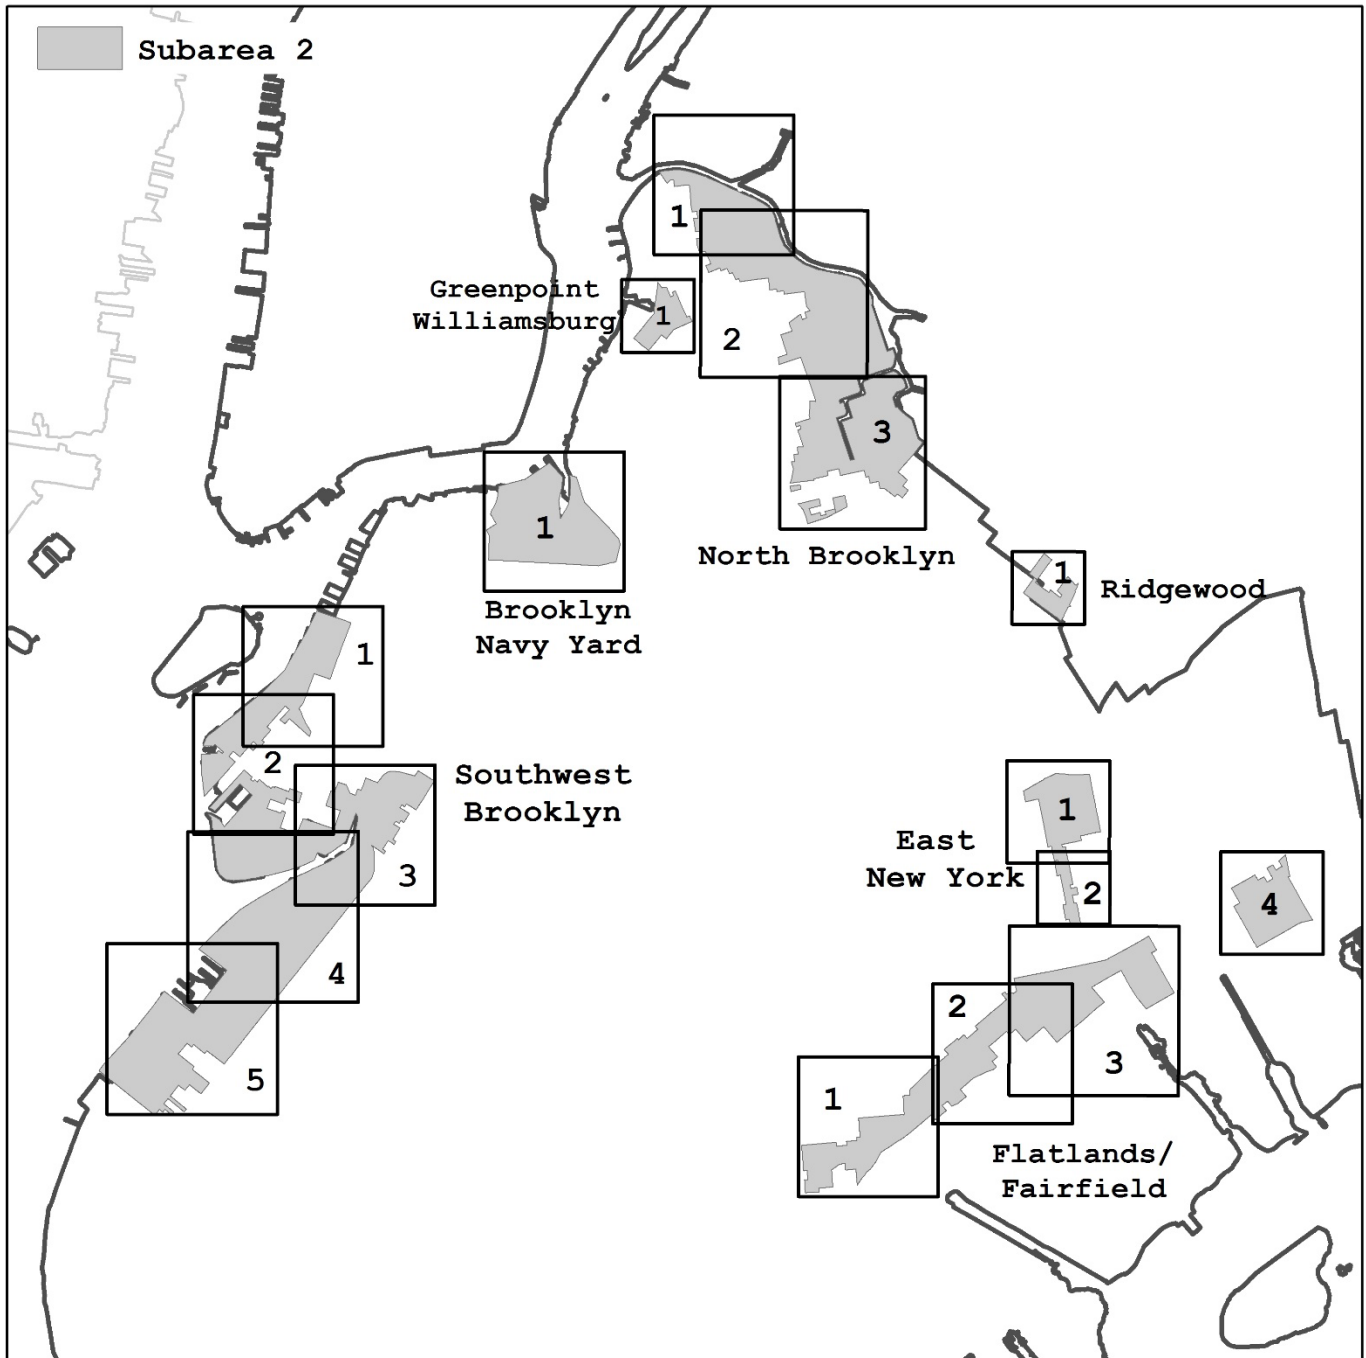 Subarea 2
1
Greenpoint
Williamsburg
1
2
3
North Brooklyn
1
Brooklyn
Navy Yard
1
Ridgewood
1
2
Southwest
Brooklyn
3
4
5
1
East
New York
2
4
2
3
1
Flatlands/
Fairfield